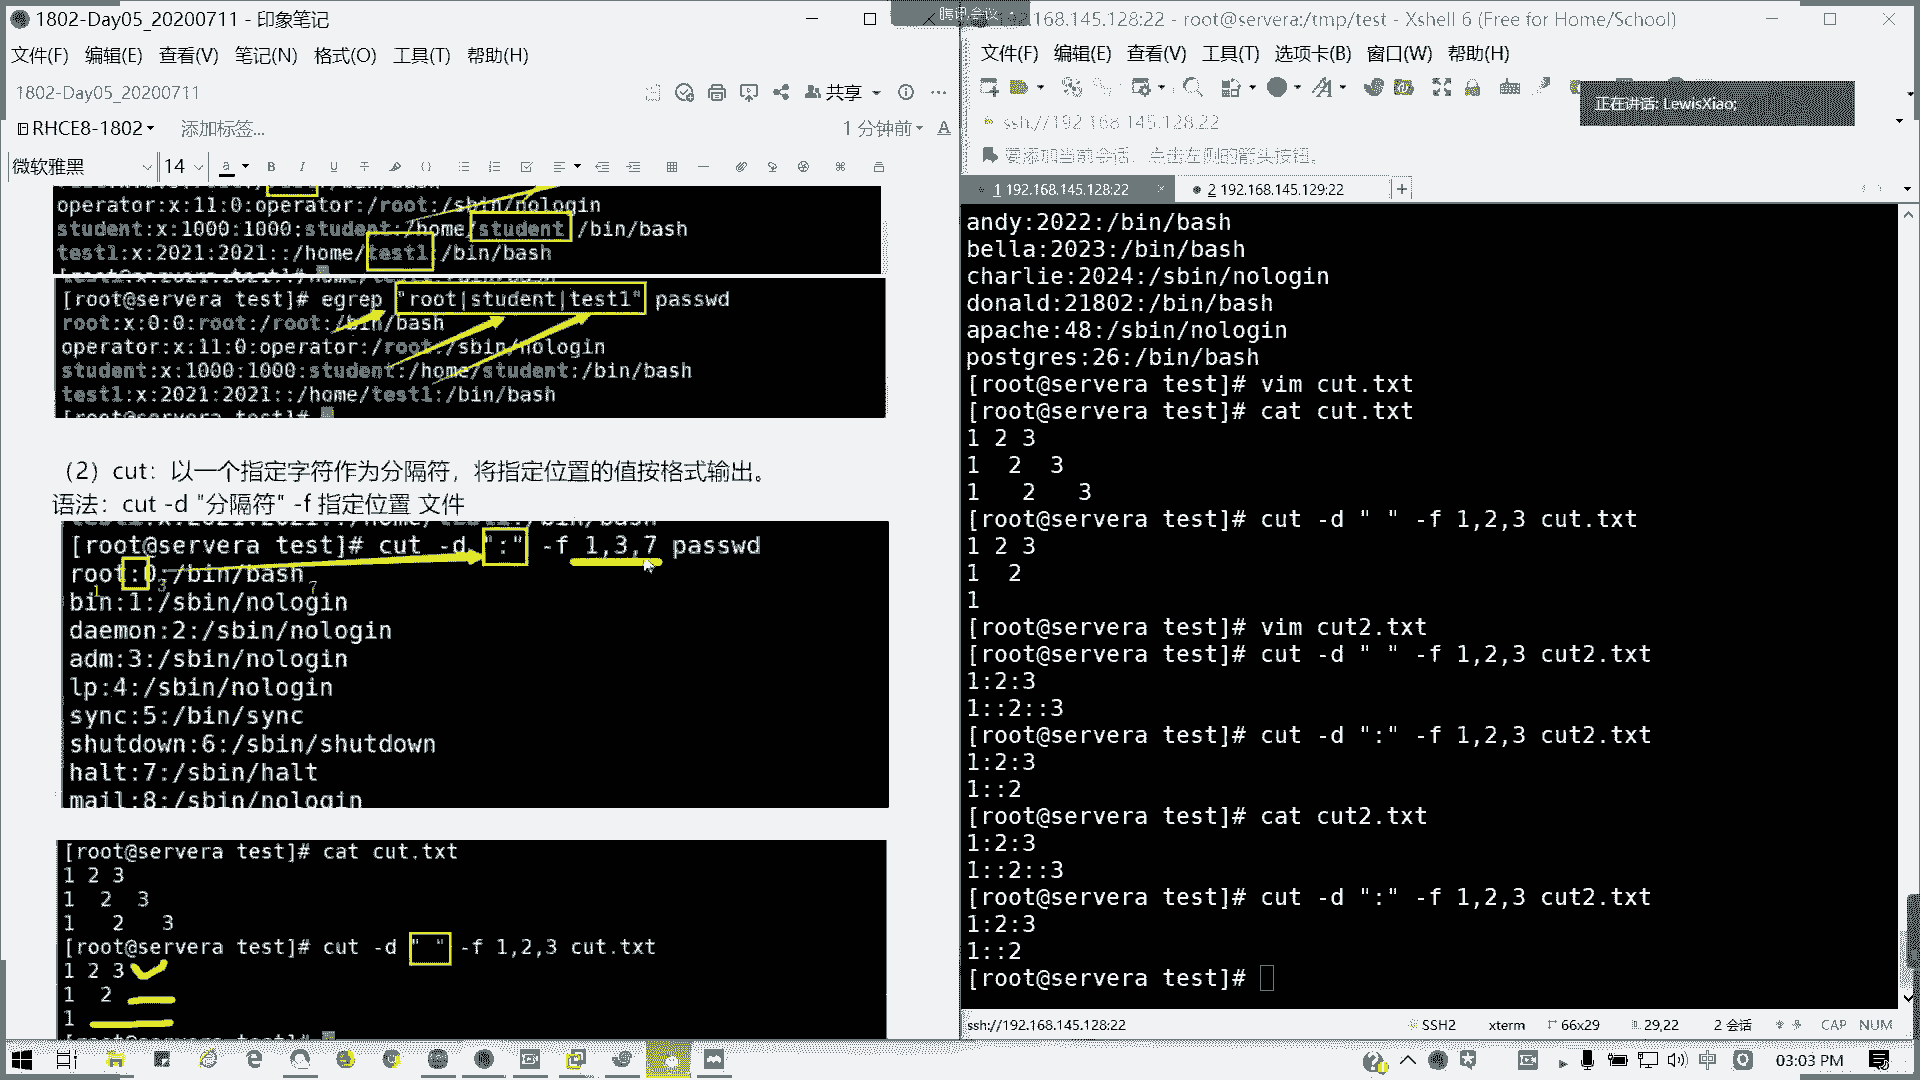 1802-Day05_20200711 - 印象笔记
文件(F) 编辑(E) 查看(V) 笔记(N) 格式(O) 工具(T) 帮助(H)
1802-Day05_20200711
共享
RHCE8-1802 添加标签...
1 分钟前
微软雅黑 14
operator:x:11:0:operator:/root:/sbin/nologin
student:x:1000:1000:student:/home/student:/bin/bash
test1:x:2021:2021::/home/test1:/bin/bash
[root@servera test]# egrep "root|student|test1" passwd
root:x:0:0:root:/root:/bin/bash
operator:x:11:0:operator:/root:/sbin/nologin
student:x:1000:1000:student:/home/student:/bin/bash
test1:x:2021:2021::/home/test1:/bin/bash
[root@servera test]#
（2）cut：以一个指定字符作为分隔符，将指定位置的值按格式输出。
语法：cut -d "分隔符" -f 指定位置 文件
[root@servera test]# cut -d ":" -f 1,3,7 passwd
root:0:/bin/bash
1 3 7
bin:1:/sbin/nologin
daemon:2:/sbin/nologin
adm:3:/sbin/nologin
lp:4:/sbin/nologin
sync:5:/bin/sync
shutdown:6:/sbin/shutdown
halt:7:/sbin/halt
mail:8:/sbin/nologin
[root@servera test]# cat cut.txt
1 2 3
1  2  3
1   2   3
[root@servera test]# cut -d " " -f 1,2,3 cut.txt
1 2 3
1  2
1
腾讯会议
192.168.145.128:22 - root@servera:/tmp/test - Xshell 6 (Free for Home/School)
文件(F) 编辑(E) 查看(V) 工具(T) 选项卡(B) 窗口(W) 帮助(H)
正在讲话: LewisXiao;
ssh://192.168.145.128:22
要添加当前会话，点击左侧的箭头按钮。
1 192.168.145.128:22 × 2 192.168.145.129:22 +
andy:2022:/bin/bash
bella:2023:/bin/bash
charlie:2024:/sbin/nologin
donald:21802:/bin/bash
apache:48:/sbin/nologin
postgres:26:/bin/bash
[root@servera test]# vim cut.txt
[root@servera test]# cat cut.txt
1 2 3
1  2  3
1   2   3
[root@servera test]# cut -d " " -f 1,2,3 cut.txt
1 2 3
1  2
1
[root@servera test]# vim cut2.txt
[root@servera test]# cut -d " " -f 1,2,3 cut2.txt
1:2:3
1::2::3
[root@servera test]# cut -d ":" -f 1,2,3 cut2.txt
1:2:3
1::2
[root@servera test]# cat cut2.txt
1:2:3
1::2::3
[root@servera test]# cut -d ":" -f 1,2,3 cut2.txt
1:2:3
1::2
[root@servera test]#
ssh://192.168.145.128:22 SSH2 xterm 66x29 29,22 2 会话 CAP NUM
中 03:03 PM